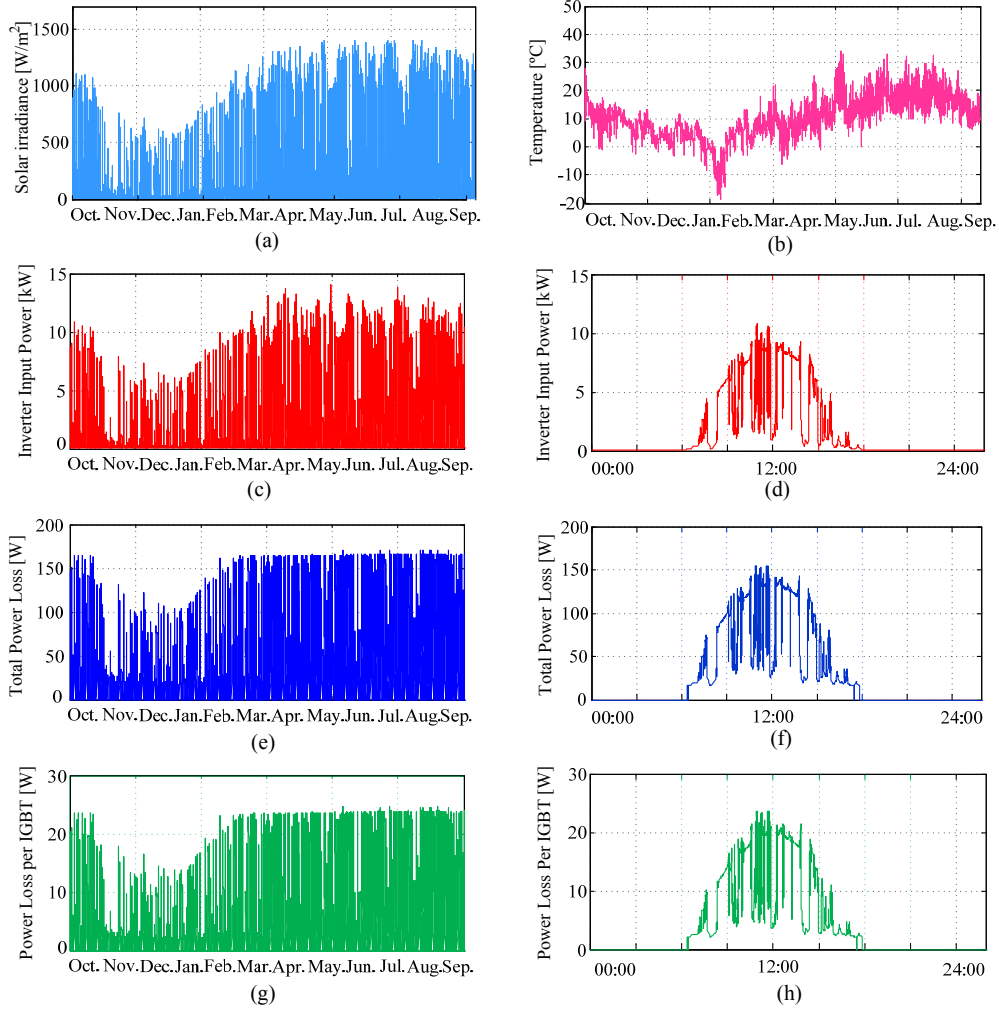 Solar irradiance [W/m²]
1500
1000
500
0
Oct. Nov. Dec. Jan. Feb. Mar. Apr. May. Jun. Jul. Aug. Sep.
(a)
Temperature [ºC]
50
40
30
20
10
0
-10
-20
Oct. Nov. Dec. Jan. Feb. Mar. Apr. May. Jun. Jul. Aug. Sep.
(b)
Inverter Input Power [kW]
15
10
5
0
Oct. Nov. Dec. Jan. Feb. Mar. Apr. May. Jun. Jul. Aug. Sep.
(c)
Inverter Input Power [kW]
15
10
5
0
00:00 12:00 24:00
(d)
Total Power Loss [W]
200
150
100
50
0
Oct. Nov. Dec. Jan. Feb. Mar. Apr. May. Jun. Jul. Aug. Sep.
(e)
Total Power Loss [W]
200
150
100
50
0
00:00 12:00 24:00
(f)
Power Loss per IGBT [W]
30
20
10
0
Oct. Nov. Dec. Jan. Feb. Mar. Apr. May. Jun. Jul. Aug. Sep.
(g)
Power Loss Per IGBT [W]
30
20
10
0
00:00 12:00 24:00
(h)